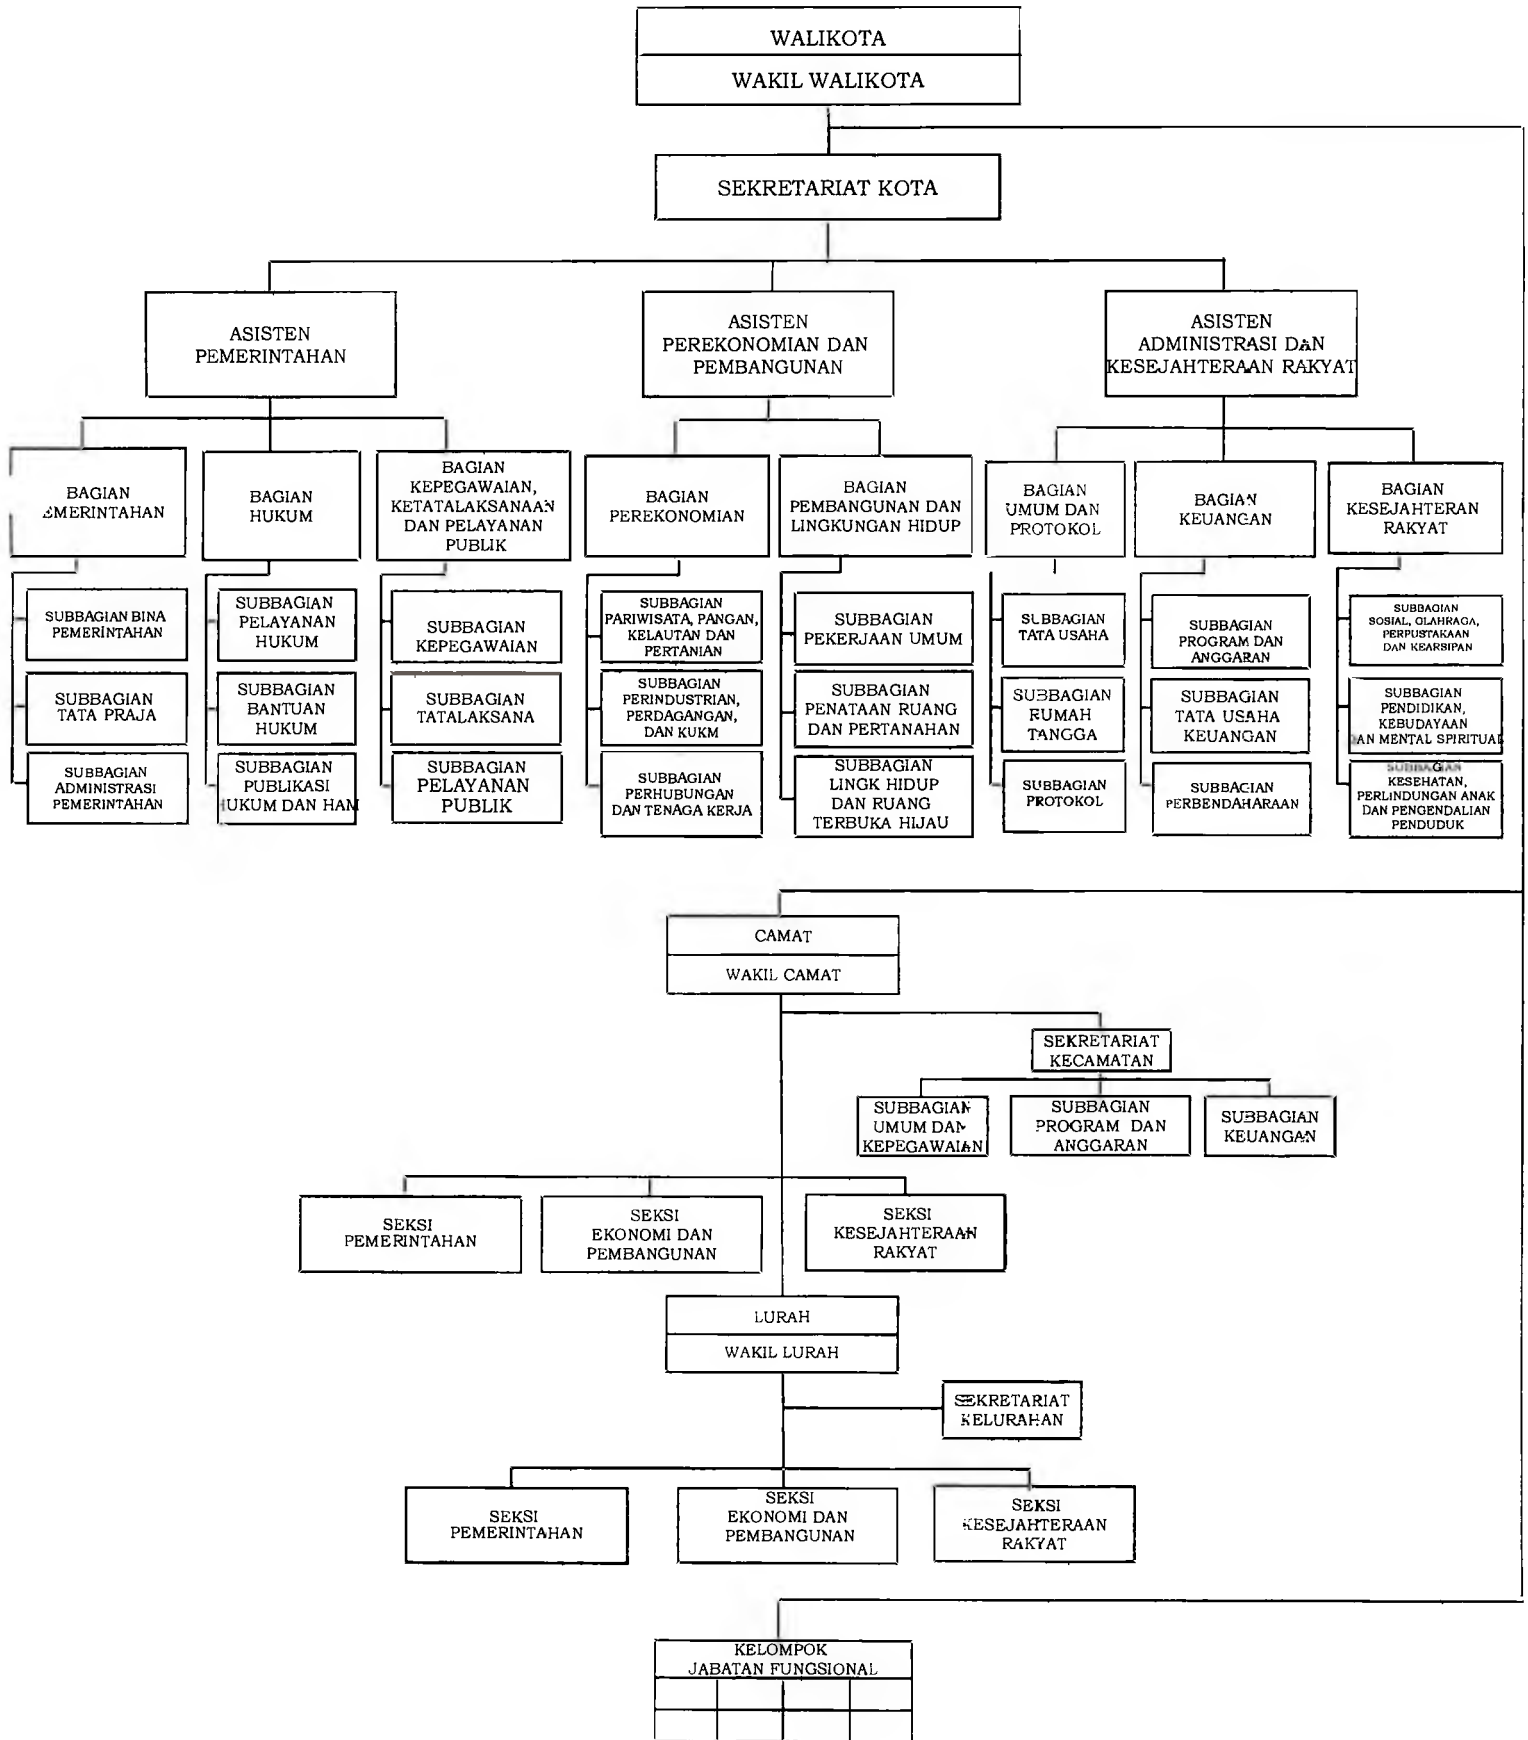 WALIKOTA
WAKIL WALIKOTA
SEKRETARIAT KOTA
ASISTEN
PEMERINTAHAN
ASISTEN
PEREKONOMIAN DAN
PEMBANGUNAN
ASISTEN
ADMINISTRASI DAN
KESEJAHTERAAN RAKYAT
BAGIAN
PEMERINTAHAN
BAGIAN
HUKUM
BAGIAN
KEPEGAWAIAN,
KETATALAKSANAAN
DAN PELAYANAN
PUBLIK
BAGIAN
PEREKONOMIAN
BAGIAN
PEMBANGUNAN DAN
LINGKUNGAN HIDUP
BAGIAN
UMUM DAN
PROTOKOL
BAGIAN
KEUANGAN
BAGIAN
KESEJAHTERAN
RAKYAT
SUBBAGIAN BINA
PEMERINTAHAN
SUBBAGIAN
PELAYANAN
HUKUM
SUBBAGIAN
KEPEGAWAIAN
SUBBAGIAN
PARIWISATA, PANGAN,
KELAUTAN DAN
PERTANIAN
SUBBAGIAN
PEKERJAAN UMUM
SUBBAGIAN
TATA USAHA
SUBBAGIAN
PROGRAM DAN
ANGGARAN
SUBBAGIAN
SOSIAL, OLAHRAGA,
PERPUSTAKAAN
DAN KEARSIPAN
SUBBAGIAN
TATA PRAJA
SUBBAGIAN
BANTUAN
HUKUM
SUBBAGIAN
TATALAKSANA
SUBBAGIAN
PERINDUSTRIAN,
PERDAGANGAN,
DAN KUKM
SUBBAGIAN
PENATAAN RUANG
DAN PERTANAHAN
SUBBAGIAN
RUMAH
TANGGA
SUBBAGIAN
TATA USAHA
KEUANGAN
SUBBAGIAN
PENDIDIKAN,
KEBUDAYAAN
DAN MENTAL SPIRITUAL
SUBBAGIAN
ADMINISTRASI
PEMERINTAHAN
SUBBAGIAN
PUBLIKASI
HUKUM DAN HAM
SUBBAGIAN
PELAYANAN
PUBLIK
SUBBAGIAN
PERHUBUNGAN
DAN TENAGA KERJA
SUBBAGIAN
LINGK HIDUP
DAN RUANG
TERBUKA HIJAU
SUBBAGIAN
PROTOKOL
SUBBAGIAN
PERBENDAHARAAN
SUBBAGIAN
KESEHATAN,
PERLINDUNGAN ANAK
DAN PENGENDALIAN
PENDUDUK
CAMAT
WAKIL CAMAT
SEKRETARIAT
KECAMATAN
SUBBAGIAN
UMUM DAN
KEPEGAWAIAN
SUBBAGIAN
PROGRAM DAN
ANGGARAN
SUBBAGIAN
KEUANGAN
SEKSI
PEMERINTAHAN
SEKSI
EKONOMI DAN
PEMBANGUNAN
SEKSI
KESEJAHTERAAN
RAKYAT
LURAH
WAKIL LURAH
SEKRETARIAT
KELURAHAN
SEKSI
PEMERINTAHAN
SEKSI
EKONOMI DAN
PEMBANGUNAN
SEKSI
KESEJAHTERAAN
RAKYAT
KELOMPOK
JABATAN FUNGSIONAL